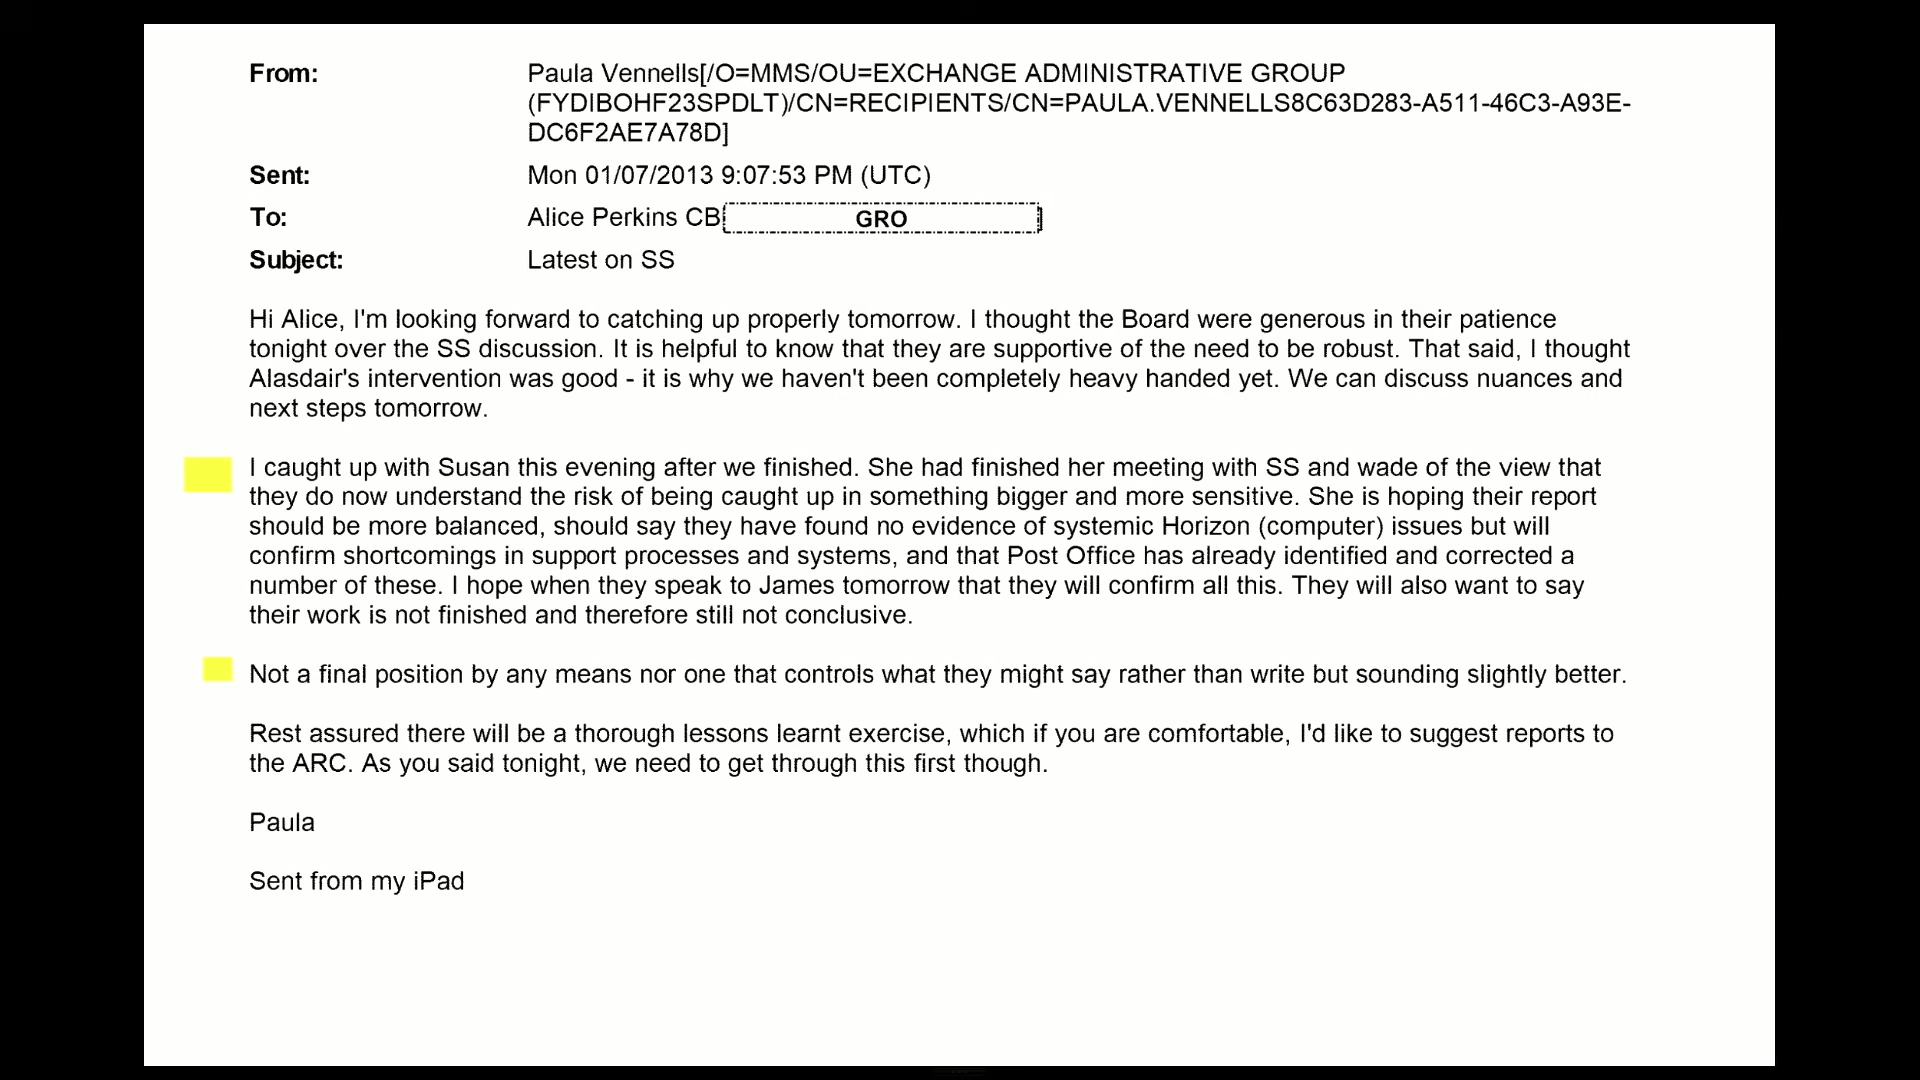 From: Paula Vennells[/O=MMS/OU=EXCHANGE ADMINISTRATIVE GROUP
(FYDIBOHF23SPDLT)/CN=RECIPIENTS/CN=PAULA.VENNELLS8C63D283-A511-46C3-A93E-
DC6F2AE7A78D]
Sent: Mon 01/07/2013 9:07:53 PM (UTC)
To: Alice Perkins CB[ GRO ]
Subject: Latest on SS
Hi Alice, I'm looking forward to catching up properly tomorrow. I thought the Board were generous in their patience
tonight over the SS discussion. It is helpful to know that they are supportive of the need to be robust. That said, I thought
Alasdair's intervention was good - it is why we haven't been completely heavy handed yet. We can discuss nuances and
next steps tomorrow.
I caught up with Susan this evening after we finished. She had finished her meeting with SS and wade of the view that
they do now understand the risk of being caught up in something bigger and more sensitive. She is hoping their report
should be more balanced, should say they have found no evidence of systemic Horizon (computer) issues but will
confirm shortcomings in support processes and systems, and that Post Office has already identified and corrected a
number of these. I hope when they speak to James tomorrow that they will confirm all this. They will also want to say
their work is not finished and therefore still not conclusive.
Not a final position by any means nor one that controls what they might say rather than write but sounding slightly better.
Rest assured there will be a thorough lessons learnt exercise, which if you are comfortable, I'd like to suggest reports to
the ARC. As you said tonight, we need to get through this first though.
Paula
Sent from my iPad